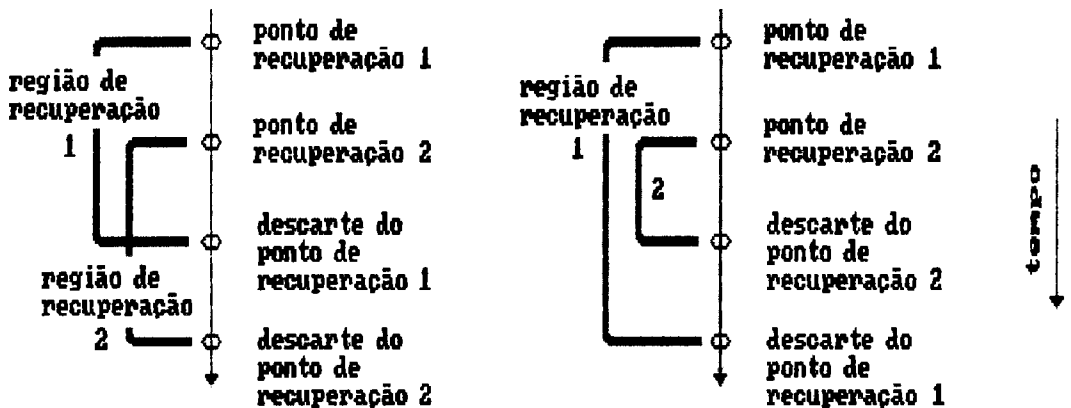 ponto de
recuperação 1
região de
recuperação
1
ponto de
recuperação 2
descarte do
ponto de
recuperação 1
região de
recuperação
2
descarte do
ponto de
recuperação 2
ponto de
recuperação 1
região de
recuperação
1
ponto de
recuperação 2
2
descarte do
ponto de
recuperação 2
descarte do
ponto de
recuperação 1
tempo